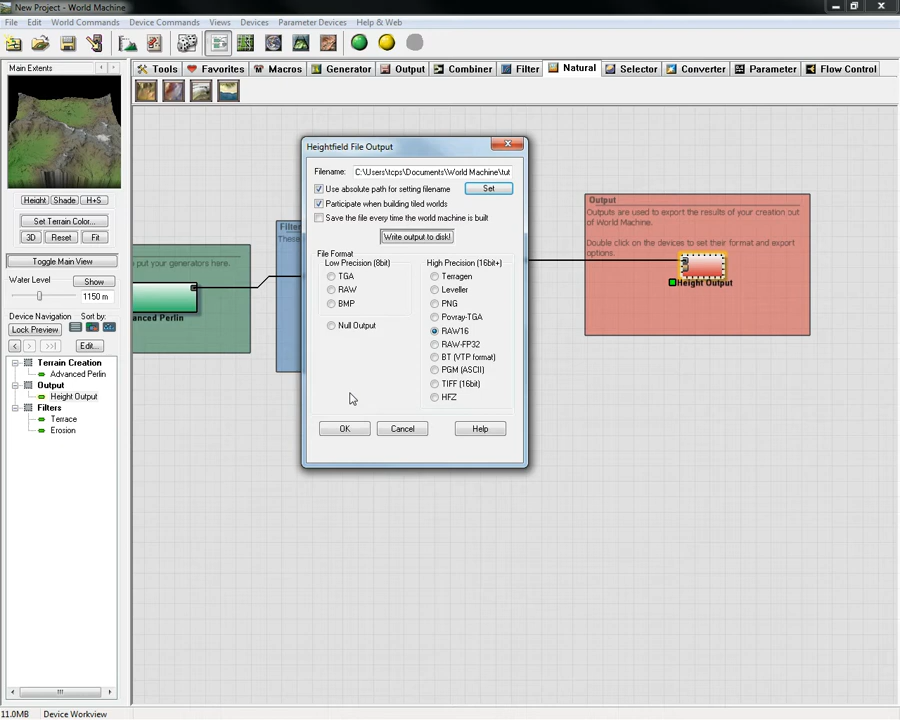 New Project - World Machine
File Edit World Commands Device Commands Views Devices Parameter Devices Help & Web
Main Extents
Tools Favorites Macros Generator Output Combiner Filter Natural Selector Converter Parameter Flow Control
Height Shade H+S
Set Terrain Color...
3D Reset Fit
Toggle Main View
Water Level Show
1150 m
Device Navigation Sort by:
Lock Preview
< > >>| Edit...
Terrain Creation
Advanced Perlin
Output
Height Output
Filters
Terrace
Erosion
put your generators here.
vanced Perlin
Filter
These
Heightfield File Output
Filename: C:\Users\tcps\Documents\World Machine\tut
Use absolute path for setting filename Set
Participate when building tiled worlds
Save the file every time the world machine is built
Write output to disk!
File Format
Low Precision (8bit)
TGA
RAW
BMP
Null Output
High Precision (16bit+)
Terragen
Leveller
PNG
Povray-TGA
RAW16
RAW-FP32
BT (VTP format)
PGM (ASCII)
TIFF (16bit)
HFZ
OK Cancel Help
Output
Outputs are used to export the results of your creation out
of World Machine.
Double click on the devices to set their format and export
options.
Height Output
11.0MB Device Workview